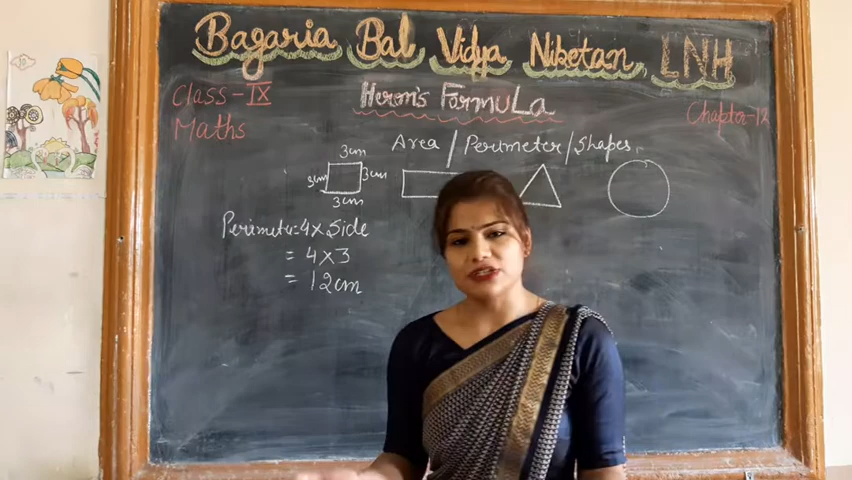 Bagaria Bal Vidya Niketan LNH
Class-IX
Heron's Formula
Chapter-12
Maths
Area / Perimeter / Shapes.
3cm
3cm
3cm
3cm
Perimeter=4×Side
= 4×3
= 12cm
10